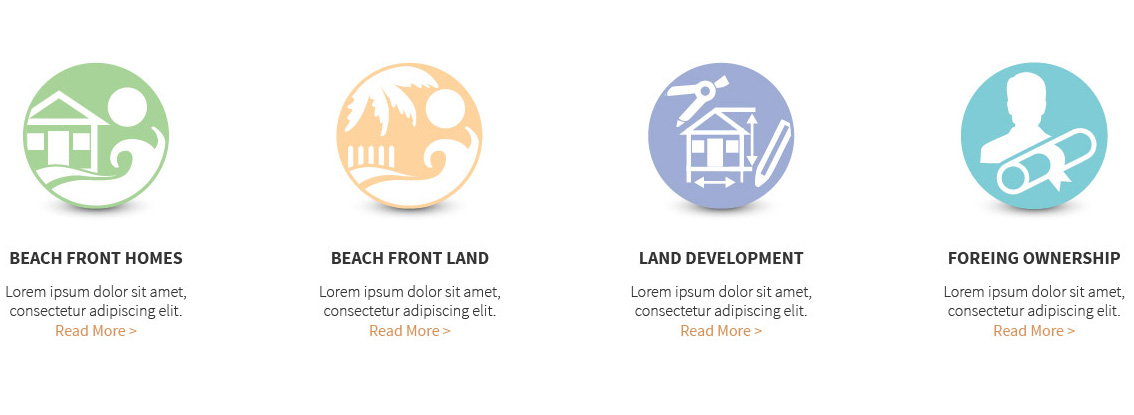 BEACH FRONT HOMES
Lorem ipsum dolor sit amet,
consectetur adipiscing elit.
Read More >
BEACH FRONT LAND
Lorem ipsum dolor sit amet,
consectetur adipiscing elit.
Read More >
LAND DEVELOPMENT
Lorem ipsum dolor sit amet,
consectetur adipiscing elit.
Read More >
FOREING OWNERSHIP
Lorem ipsum dolor sit amet,
consectetur adipiscing elit.
Read More >